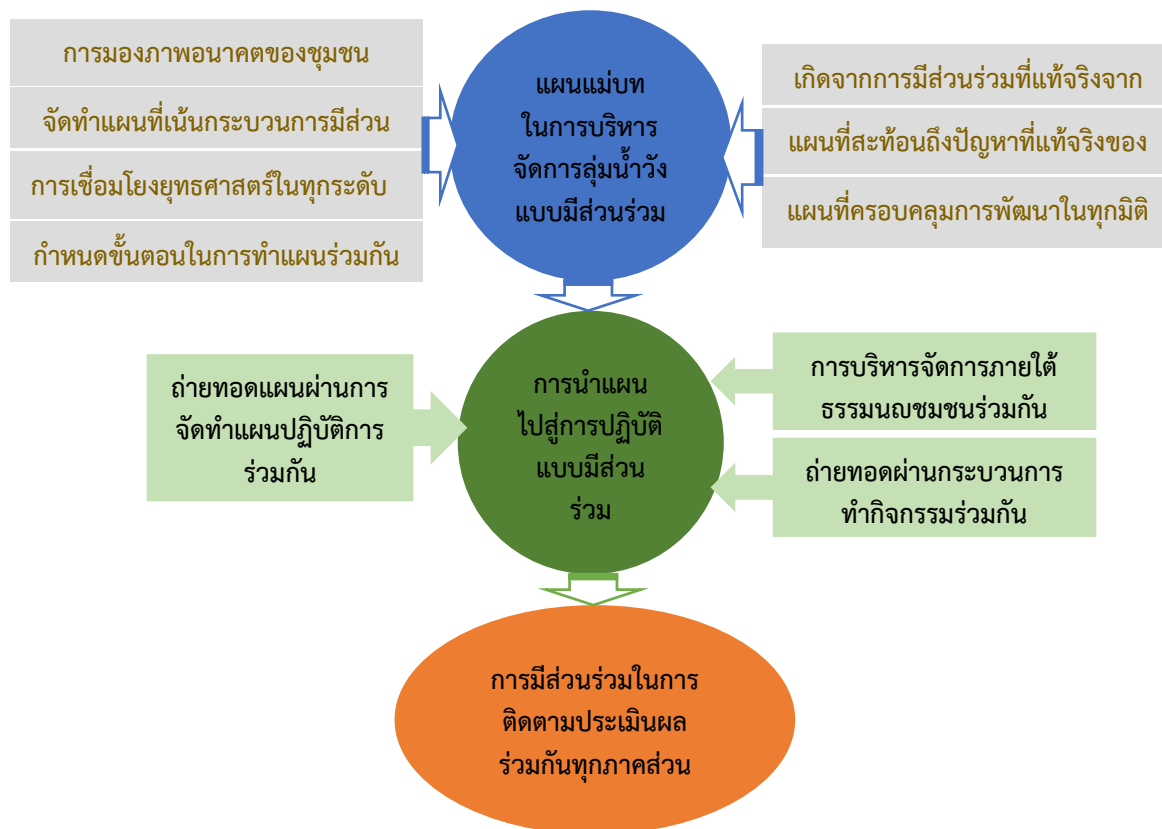 การมองภาพอนาคตของชุมชน
จัดทำแผนที่เน้นกระบวนการมีส่วน
การเชื่อมโยงยุทธศาสตร์ในทุกระดับ
กำหนดขั้นตอนในการทำแผนร่วมกัน
แผนแม่บท
ในการบริหาร
จัดการลุ่มน้ำวัง
แบบมีส่วนร่วม
เกิดจากการมีส่วนร่วมที่แท้จริงจาก
แผนที่สะท้อนถึงปัญหาที่แท้จริงของ
แผนที่ครอบคลุมการพัฒนาในทุกมิติ
ถ่ายทอดแผนผ่านการ
จัดทำแผนปฏิบัติการ
ร่วมกัน
การนำแผน
ไปสู่การปฏิบัติ
แบบมีส่วน
ร่วม
การบริหารจัดการภายใต้
ธรรมนญชมชนร่วมกัน
ถ่ายทอดผ่านกระบวนการ
ทำกิจกรรมร่วมกัน
การมีส่วนร่วมในการ
ติดตามประเมินผล
ร่วมกันทุกภาคส่วน